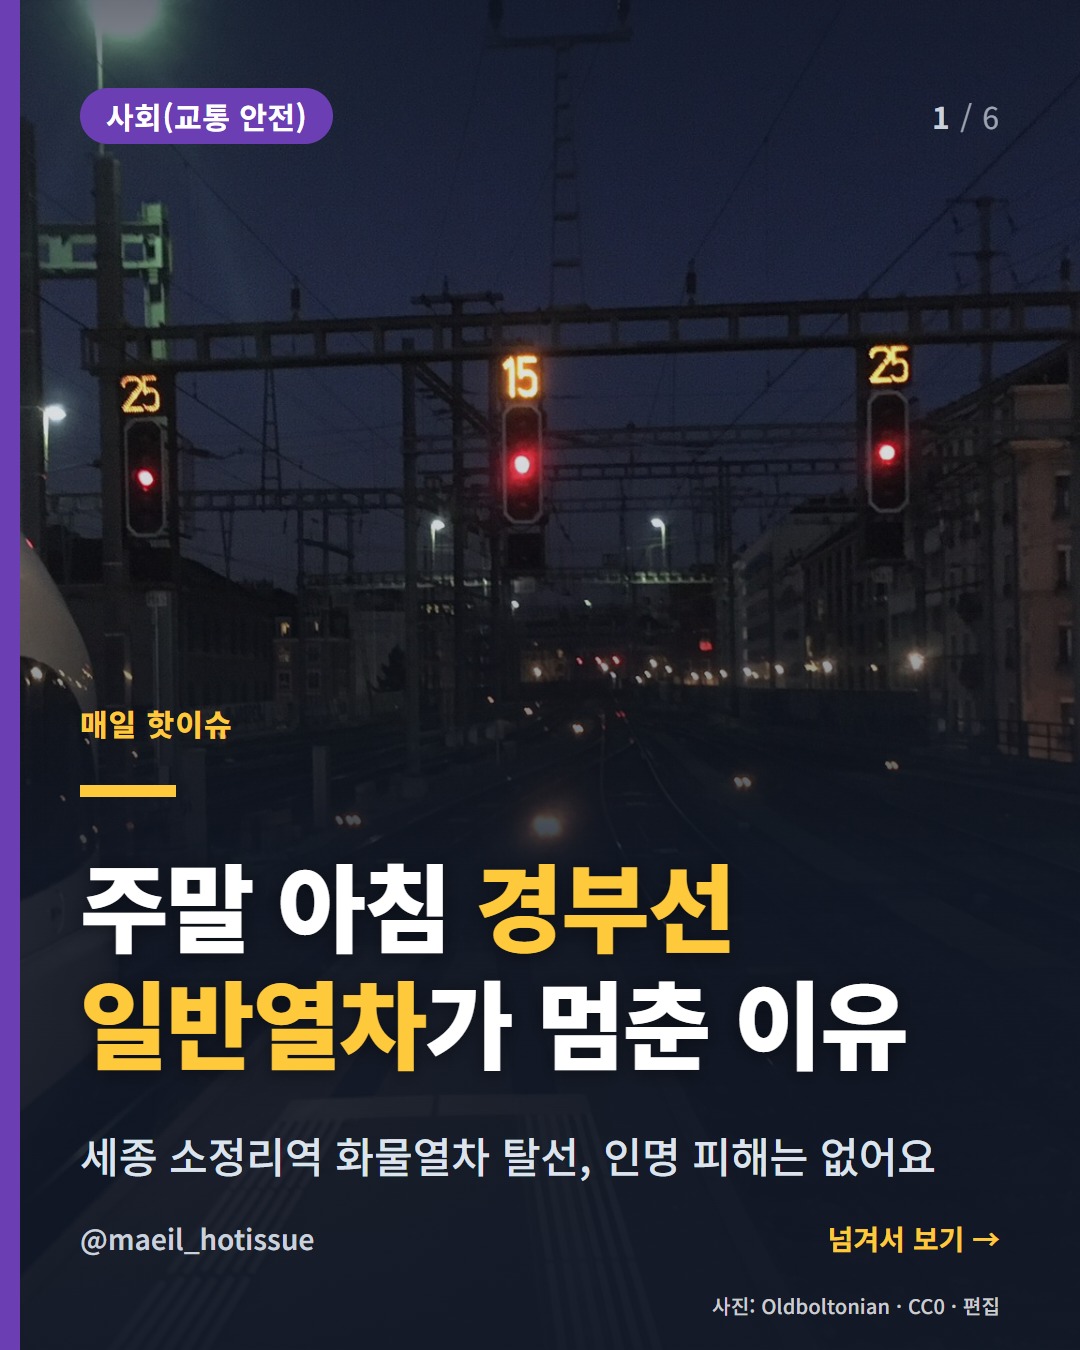 사회(교통 안전)
1 / 6
25
15
25
매일 핫이슈
주말 아침 경부선
일반열차가 멈춘 이유
세종 소정리역 화물열차 탈선, 인명 피해는 없어요
@maeil_hotissue
넘겨서 보기 →
사진: Oldboltonian · CC0 · 편집